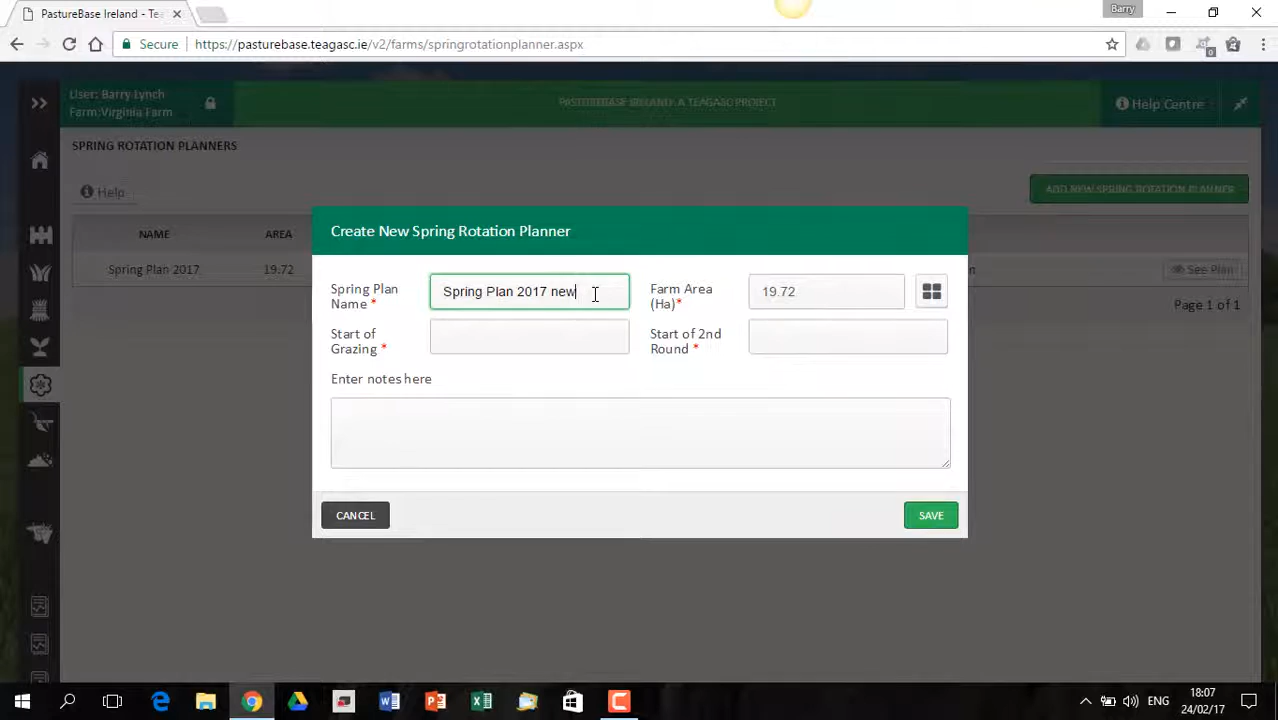 PastureBase Ireland - Tea
Barry
Secure
https://pasturebase.teagasc.ie/v2/farms/springrotationplanner.aspx
0
User: Barry Lynch
Farm:Virginia Farm
PASTUREBASE IRELAND: A TEAGASC PROJECT
Help Centre
SPRING ROTATION PLANNERS
Help
ADD NEW SPRING ROTATION PLANNER
NAME
AREA
Spring Plan 2017
19.72
See Plan
Page 1 of 1
Create New Spring Rotation Planner
Spring Plan Name *
Spring Plan 2017 new
Farm Area (Ha)*
19.72
Start of Grazing *
Start of 2nd Round *
Enter notes here
CANCEL
SAVE
ENG
18:07
24/02/17